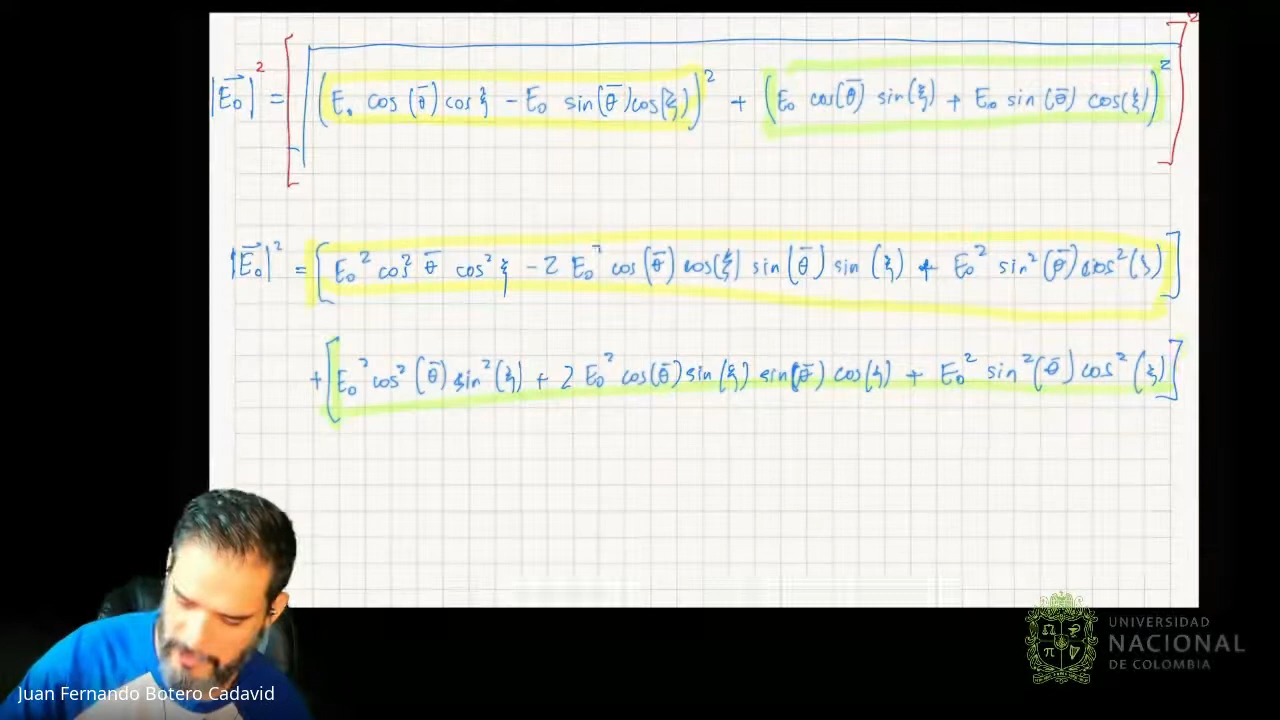 |E⃗₀|² = [√((E₀ cos(θ̄) cos ξ − E₀ sin(θ̄) cos(ξ))² + (E₀ cos(θ̄) sin(ξ) + E₀ sin(θ̄) cos(ξ))²)]²
|E⃗₀|² = [E₀² cos² θ̄ cos² ξ − 2 E₀² cos(θ̄) cos(ξ) sin(θ̄) sin(ξ) + E₀² sin²(θ̄) cos²(ξ)]
+ [E₀² cos²(θ̄) sin²(ξ) + 2 E₀² cos(θ̄) sin(ξ) sin(θ̄) cos(ξ) + E₀² sin²(θ̄) cos²(ξ)]
UNIVERSIDAD
NACIONAL
DE COLOMBIA
Juan Fernando Botero Cadavid